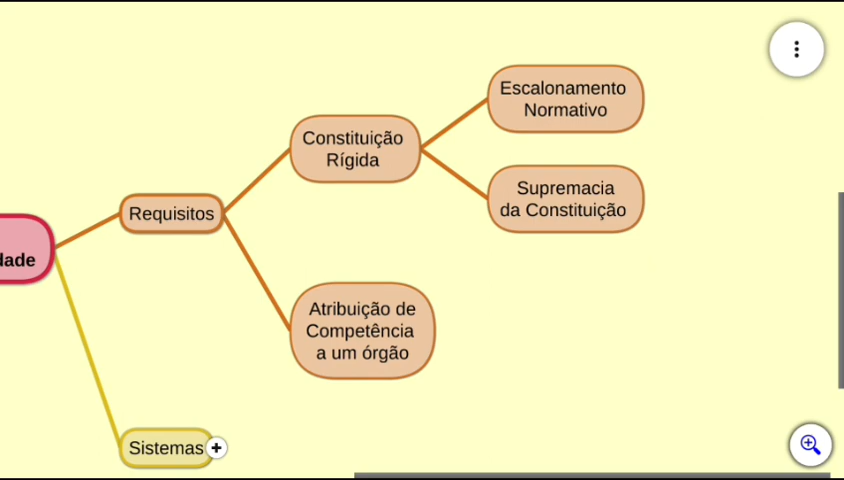 Escalonamento
Normativo
Constituição
Rígida
Supremacia
da Constituição
Requisitos
dade
Atribuição de
Competência
a um órgão
Sistemas